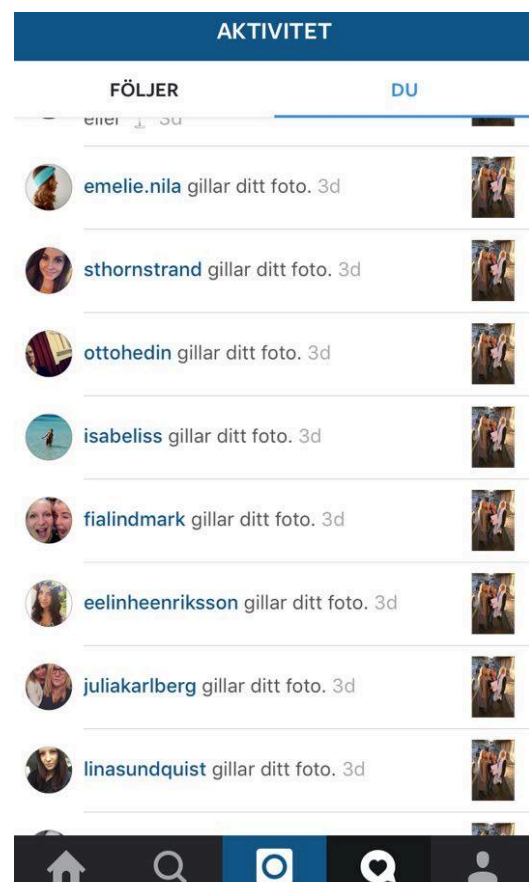 AKTIVITET
FÖLJER DU
eller 3d
emelie.nila gillar ditt foto. 3d
sthornstrand gillar ditt foto. 3d
ottohedin gillar ditt foto. 3d
isabeliss gillar ditt foto. 3d
fialindmark gillar ditt foto. 3d
eelinheenriksson gillar ditt foto. 3d
juliakarlberg gillar ditt foto. 3d
linasundquist gillar ditt foto. 3d